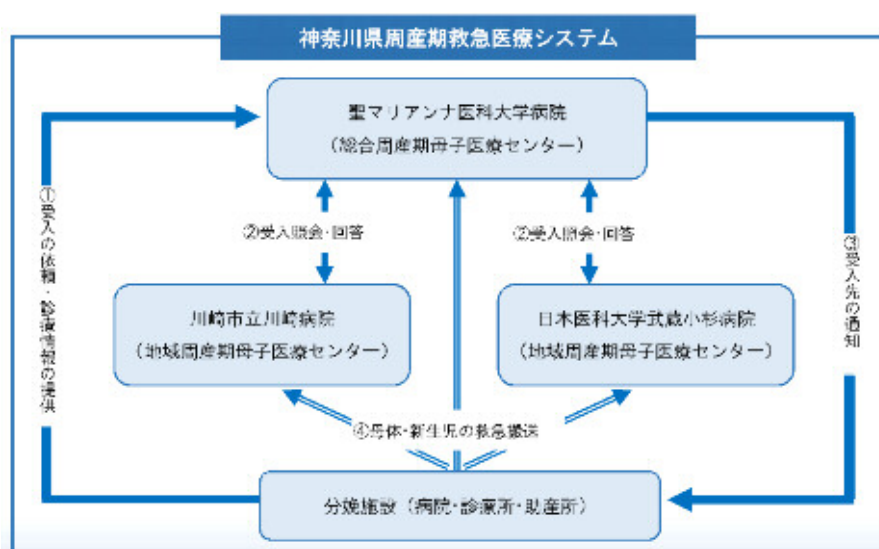 神奈川県周産期救急医療システム
聖マリアンナ医科大学病院
（総合周産期母子医療センター）
①受入の依頼・診療情報の提供
②受入照会・回答
②受入照会・回答
③受入先の通知
川崎市立川崎病院
（地域周産期母子医療センター）
日本医科大学武蔵小杉病院
（地域周産期母子医療センター）
④母体・新生児の救急搬送
分娩施設（病院・診療所・助産所）